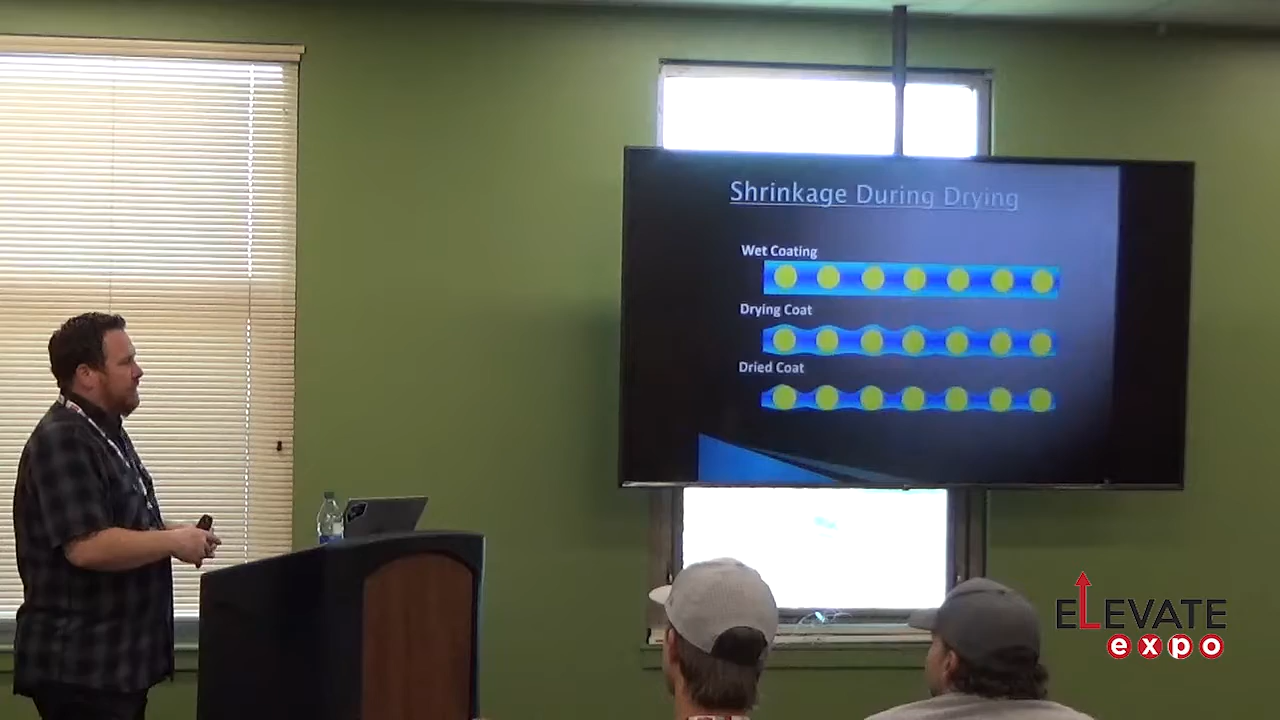 Shrinkage During Drying
Wet Coating
Drying Coat
Dried Coat
ELEVATE
expo